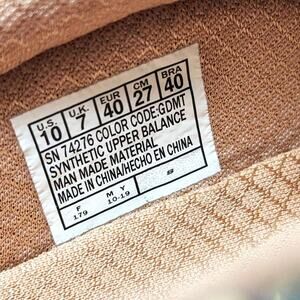 U.S. U.K. EUR CM BRA
10 7 40 27 40
SN 74276 COLOR CODE:GDMT
SYNTHETIC UPPER BALANCE
MAN MADE MATERIAL
MADE IN CHINA/HECHO EN CHINA
F M Y S
179 10-19